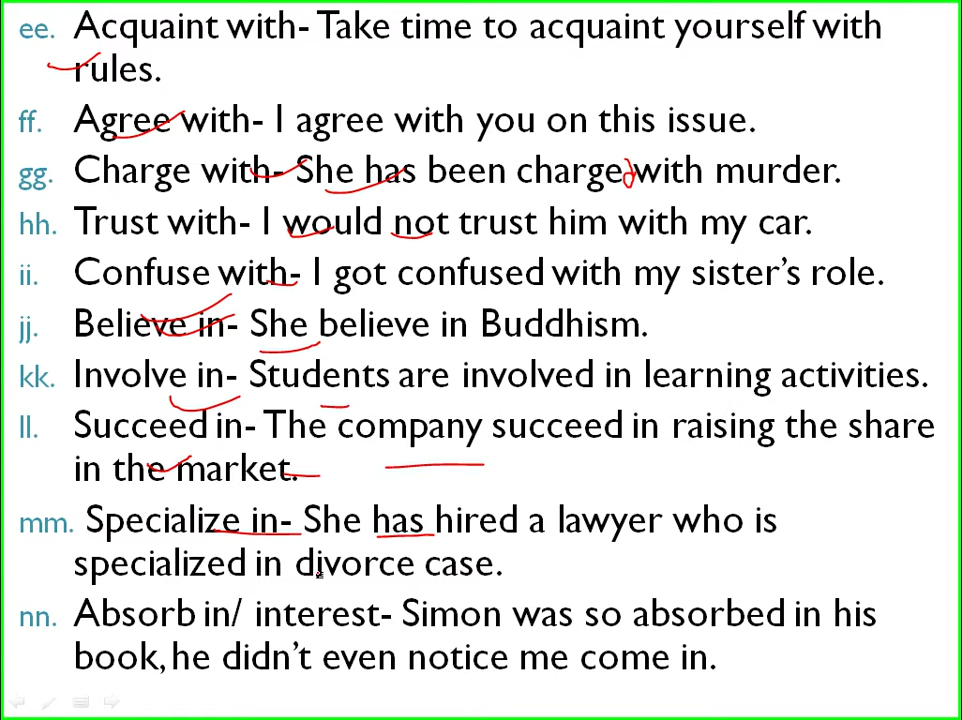 ee. Acquaint with- Take time to acquaint yourself with
rules.
ff. Agree with- I agree with you on this issue.
gg. Charge with- She has been charged with murder.
hh. Trust with- I would not trust him with my car.
ii. Confuse with- I got confused with my sister's role.
jj. Believe in- She believe in Buddhism.
kk. Involve in- Students are involved in learning activities.
ll. Succeed in- The company succeed in raising the share
in the market.
mm. Specialize in- She has hired a lawyer who is
specialized in divorce case.
nn. Absorb in/ interest- Simon was so absorbed in his
book, he didn't even notice me come in.